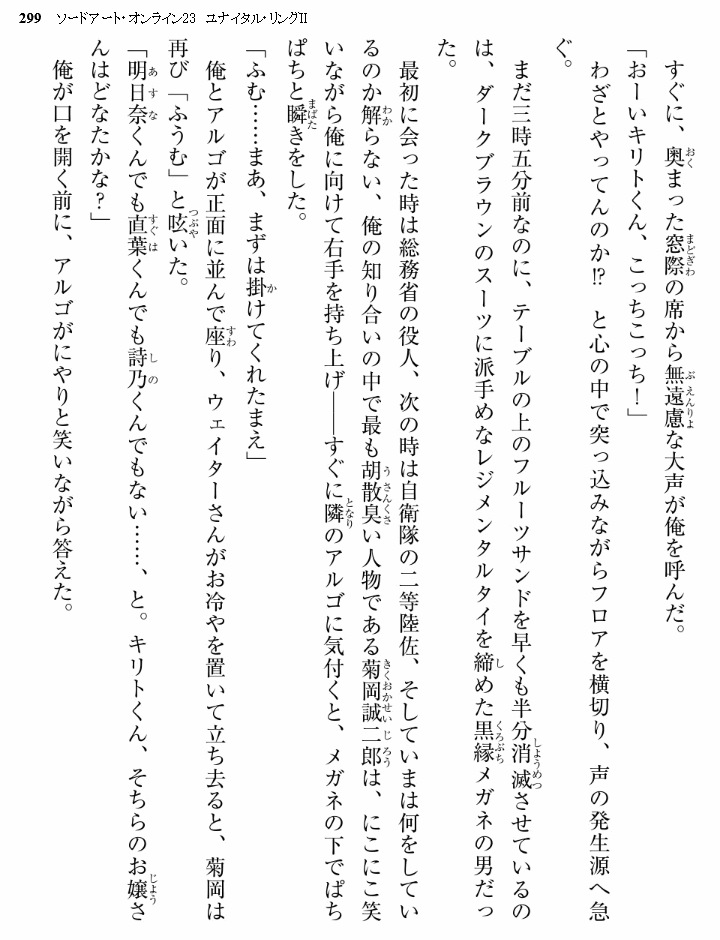 299 ソードアート・オンライン23 ユナイタル・リングⅡ
すぐに、奥まった窓際の席から無遠慮な大声が俺を呼んだ。
「おーいキリトくん、こっちこっち！」
わざとやってんのか⁉ と心の中で突っ込みながらフロアを横切り、声の発生源へ急
ぐ。
まだ三時五分前なのに、テーブルの上のフルーツサンドを早くも半分消滅させているの
は、ダークブラウンのスーツに派手めなレジメンタルタイを締めた黒縁メガネの男だっ
た。
最初に会った時は総務省の役人、次の時は自衛隊の二等陸佐、そしていまは何をしてい
るのか解らない、俺の知り合いの中で最も胡散臭い人物である菊岡誠二郎は、にこにこ笑
いながら俺に向けて右手を持ち上げ――すぐに隣のアルゴに気付くと、メガネの下でぱち
ぱちと瞬きをした。
「ふむ……まあ、まずは掛けてくれたまえ」
俺とアルゴが正面に並んで座り、ウェイターさんがお冷やを置いて立ち去ると、菊岡は
再び「ふうむ」と呟いた。
「明日奈くんでも直葉くんでも詩乃くんでもない……、と。キリトくん、そちらのお嬢さ
んはどなたかな？」
俺が口を開く前に、アルゴがにやりと笑いながら答えた。